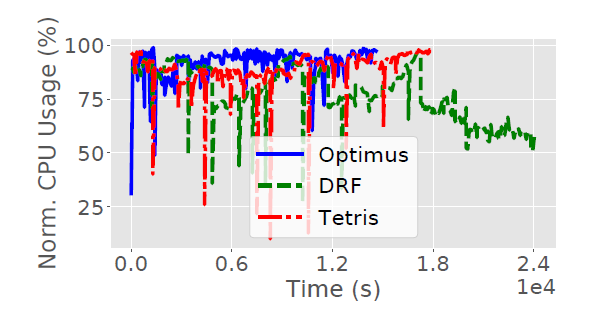 Norm. CPU Usage (%)
100
75
50
25
Optimus
DRF
Tetris
0.0 0.6 1.2 1.8 2.4
1e4
Time (s)